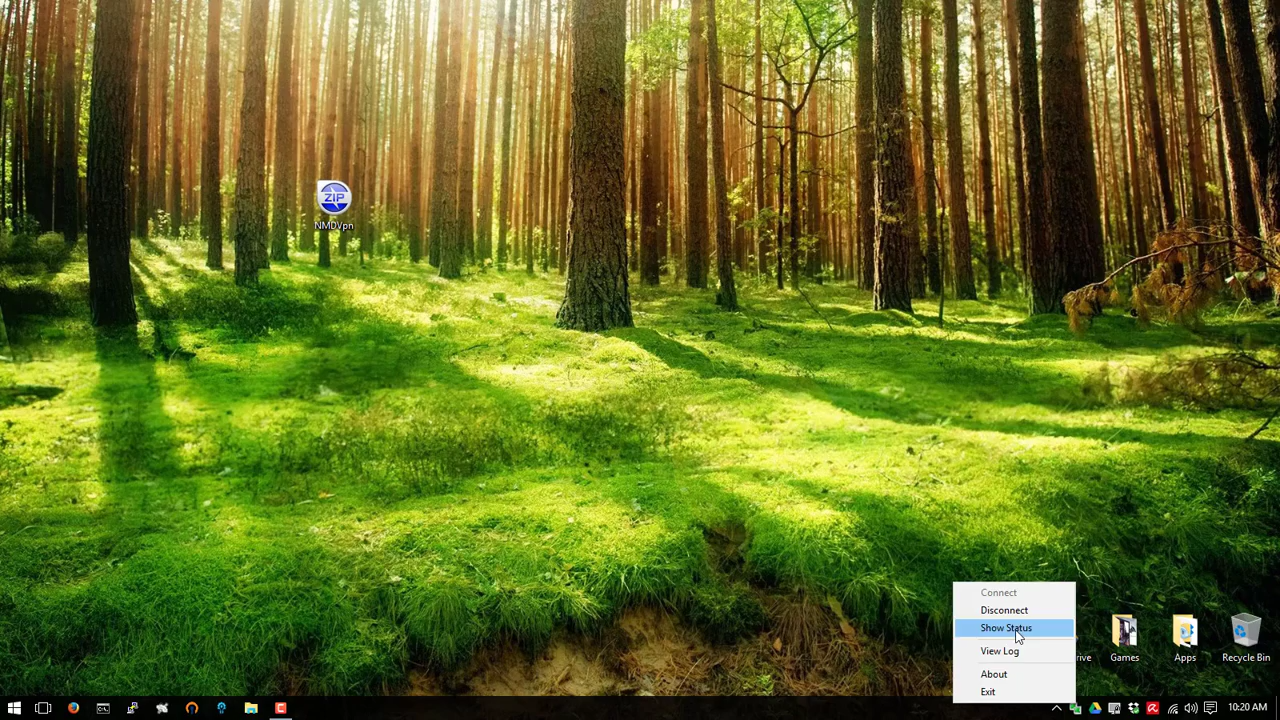 ZIP
NMDVpn
Connect
Disconnect
Show Status
View Log
About
Exit
rive
Games
Apps
Recycle Bin
10:20 AM